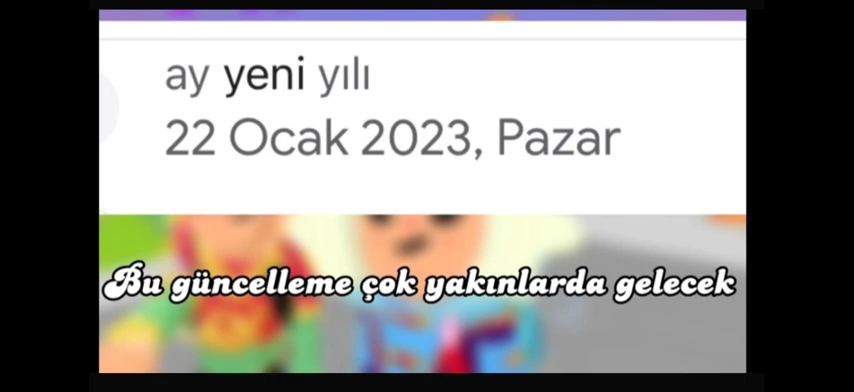 ay yeni yılı
22 Ocak 2023, Pazar
Bu güncelleme çok yakınlarda gelecek